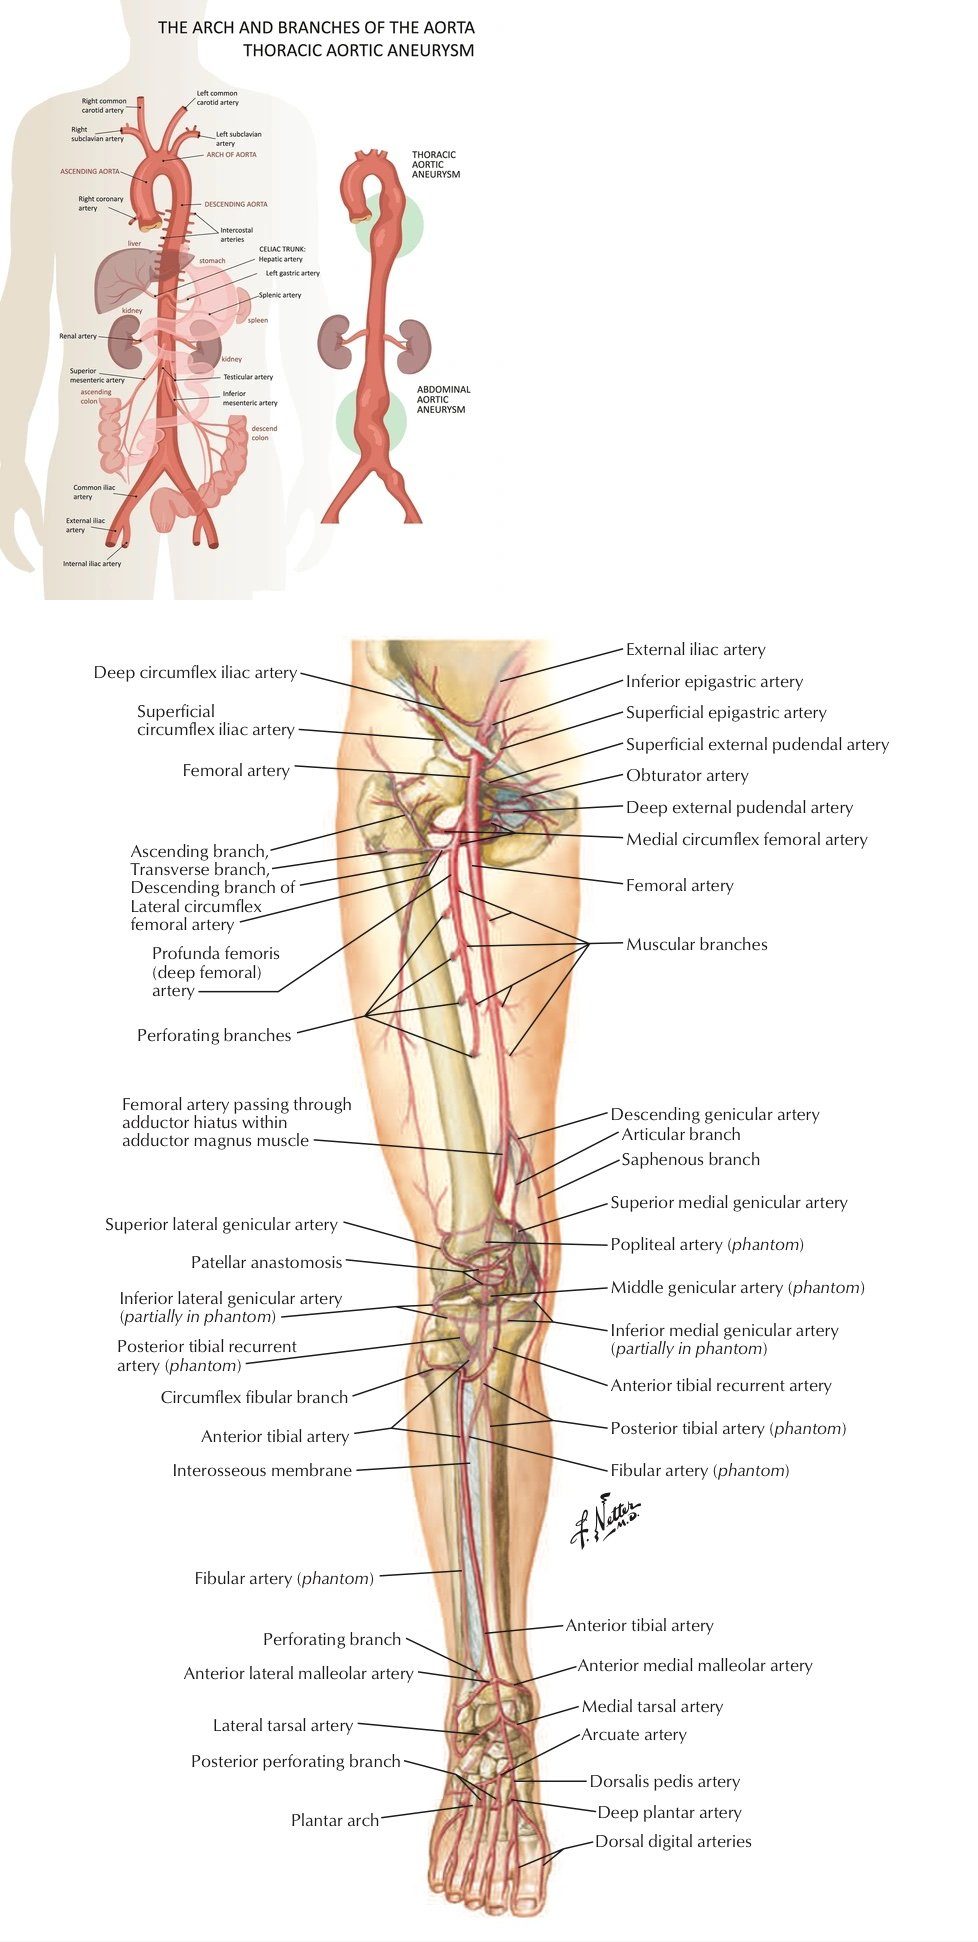 THE ARCH AND BRANCHES OF THE AORTA
THORACIC AORTIC ANEURYSM
Right common
carotid artery
Left common
carotid artery
Right
subclavian artery
Left subclavian
artery
ARCH OF AORTA
ASCENDING AORTA
Right coronary
artery
DESCENDING AORTA
Intercostal
arteries
liver
CELIAC TRUNK:
Hepatic artery
stomach
Left gastric artery
Splenic artery
kidney
spleen
Renal artery
kidney
Superior
mesenteric artery
Testicular artery
ascending
colon
Inferior
mesenteric artery
descend
colon
Common iliac
artery
External iliac
artery
Internal iliac artery
THORACIC
AORTIC
ANEURYSM
ABDOMINAL
AORTIC
ANEURYSM
Deep circumflex iliac artery
Superficial
circumflex iliac artery
Femoral artery
Ascending branch,
Transverse branch,
Descending branch of
Lateral circumflex
femoral artery
Profunda femoris
(deep femoral)
artery
Perforating branches
Femoral artery passing through
adductor hiatus within
adductor magnus muscle
Superior lateral genicular artery
Patellar anastomosis
Inferior lateral genicular artery
(partially in phantom)
Posterior tibial recurrent
artery (phantom)
Circumflex fibular branch
Anterior tibial artery
Interosseous membrane
Fibular artery (phantom)
Perforating branch
Anterior lateral malleolar artery
Lateral tarsal artery
Posterior perforating branch
Plantar arch
External iliac artery
Inferior epigastric artery
Superficial epigastric artery
Superficial external pudendal artery
Obturator artery
Deep external pudendal artery
Medial circumflex femoral artery
Femoral artery
Muscular branches
Descending genicular artery
Articular branch
Saphenous branch
Superior medial genicular artery
Popliteal artery (phantom)
Middle genicular artery (phantom)
Inferior medial genicular artery
(partially in phantom)
Anterior tibial recurrent artery
Posterior tibial artery (phantom)
Fibular artery (phantom)
F. Netter
M.D.
Anterior tibial artery
Anterior medial malleolar artery
Medial tarsal artery
Arcuate artery
Dorsalis pedis artery
Deep plantar artery
Dorsal digital arteries